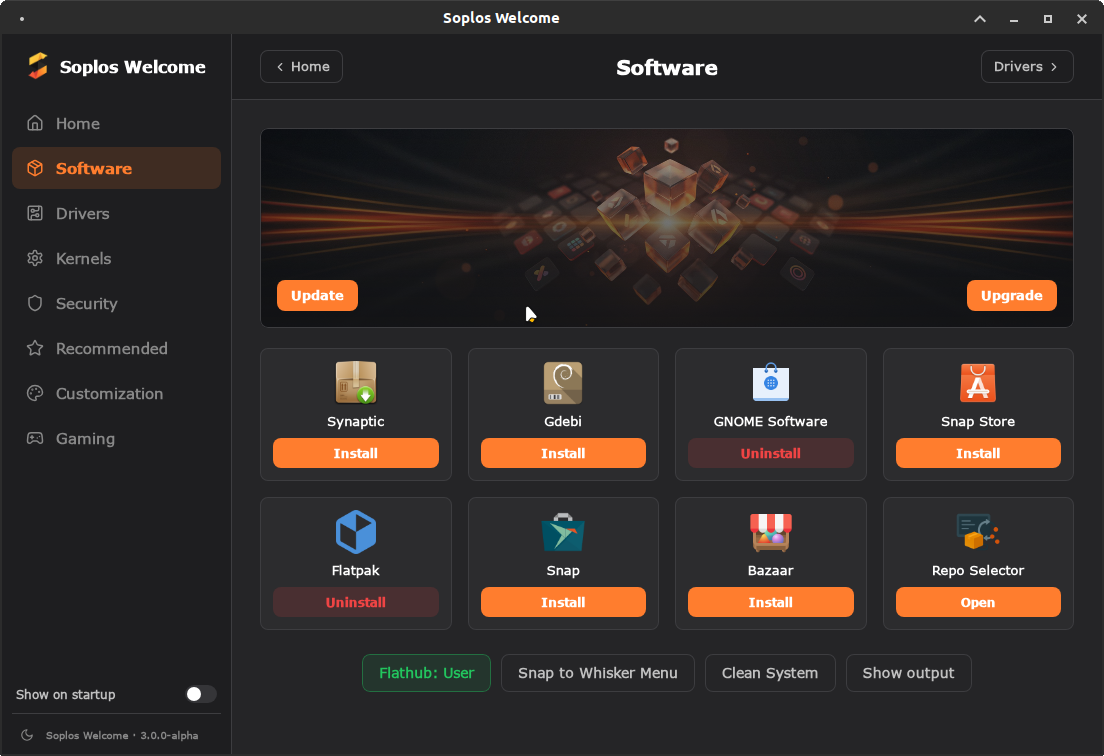 Soplos Welcome
Soplos Welcome
Home
Software
Drivers
Kernels
Security
Recommended
Customization
Gaming
Show on startup
Soplos Welcome · 3.0.0-alpha
Home
Software
Drivers
Update
Upgrade
Synaptic
Install
Gdebi
Install
GNOME Software
Uninstall
Snap Store
Install
Flatpak
Uninstall
Snap
Install
Bazaar
Install
Repo Selector
Open
Flathub: User
Snap to Whisker Menu
Clean System
Show output